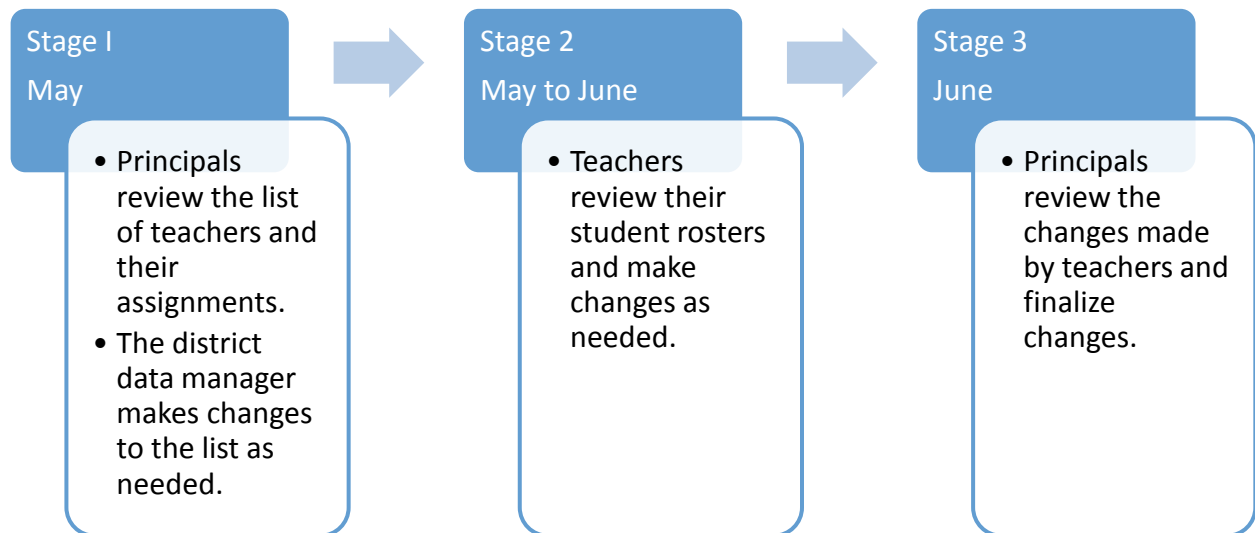 Stage I
May
• Principals
review the list
of teachers and
their
assignments.
• The district
data manager
makes changes
to the list as
needed.
Stage 2
May to June
• Teachers
review their
student rosters
and make
changes as
needed.
Stage 3
June
• Principals
review the
changes made
by teachers and
finalize
changes.